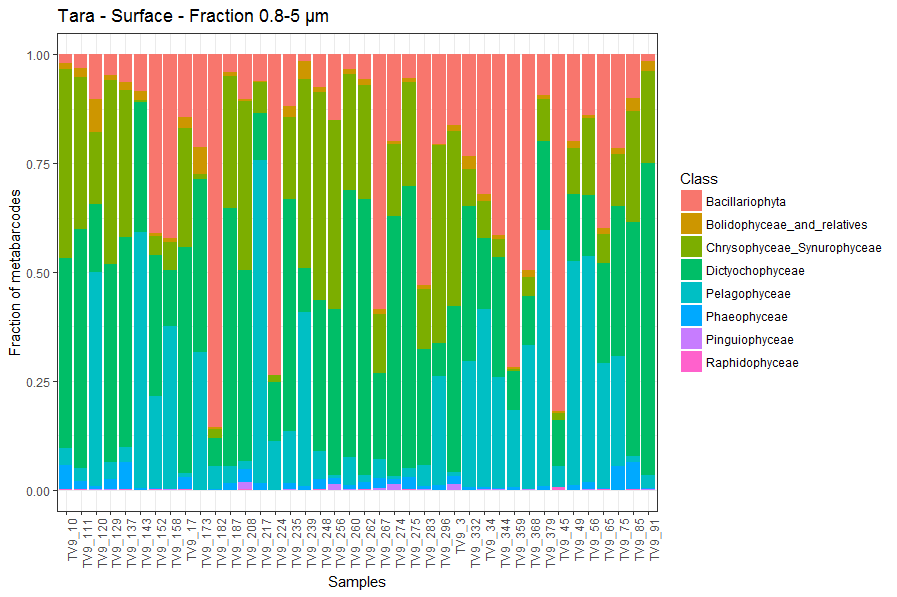 Tara - Surface - Fraction 0.8-5 µm
1.00
0.75
0.50
0.25
0.00
Fraction of metabarcodes
TV9_10
TV9_111
TV9_120
TV9_129
TV9_137
TV9_143
TV9_152
TV9_158
TV9_17
TV9_173
TV9_182
TV9_187
TV9_208
TV9_217
TV9_224
TV9_235
TV9_239
TV9_248
TV9_256
TV9_260
TV9_262
TV9_267
TV9_274
TV9_275
TV9_283
TV9_296
TV9_3
TV9_332
TV9_34
TV9_344
TV9_359
TV9_368
TV9_379
TV9_45
TV9_49
TV9_56
TV9_65
TV9_75
TV9_85
TV9_91
Samples
Class
Bacillariophyta
Bolidophyceae_and_relatives
Chrysophyceae_Synurophyceae
Dictyochophyceae
Pelagophyceae
Phaeophyceae
Pinguiophyceae
Raphidophyceae